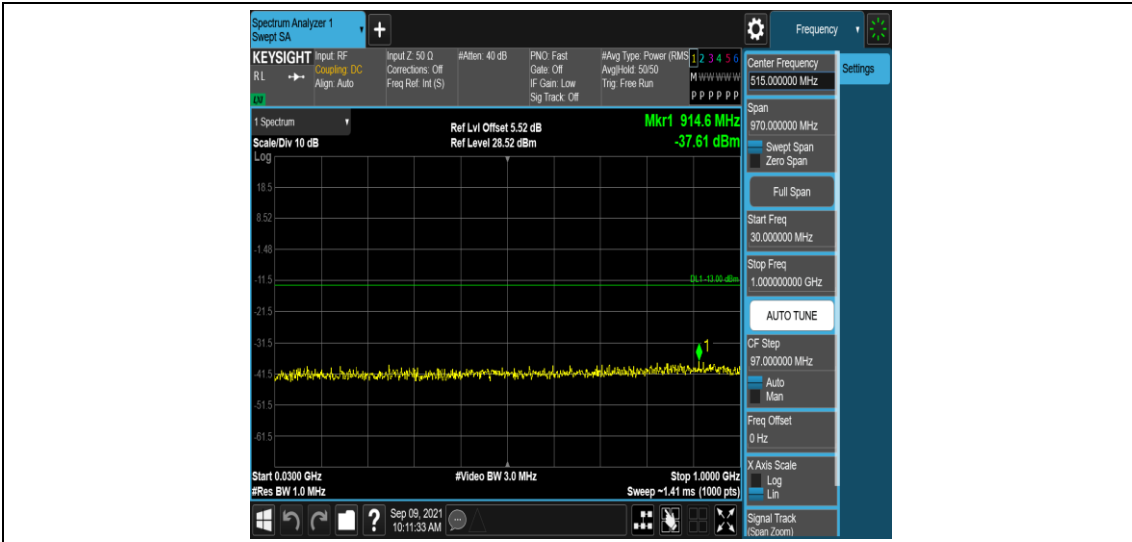 Spectrum Analyzer 1
Swept SA
Frequency
KEYSIGHT
RL
LXI
Input: RF
Coupling: DC
Align: Auto
Input Z: 50 Ω
Corrections: Off
Freq Ref: Int (S)
#Atten: 40 dB
PNO: Fast
Gate: Off
IF Gain: Low
Sig Track: Off
#Avg Type: Power (RMS
Avg|Hold: 50/50
Trig: Free Run
1 2 3 4 5 6
M W W W W W
P P P P P P
Center Frequency
515.000000 MHz
Settings
1 Spectrum
Scale/Div 10 dB
Log
Ref Lvl Offset 5.52 dB
Ref Level 28.52 dBm
Mkr1 914.6 MHz
-37.61 dBm
18.5
8.52
-1.48
-11.5
-21.5
-31.5
-41.5
-51.5
-61.5
DL1 -13.00 dBm
1
Start 0.0300 GHz
#Res BW 1.0 MHz
#Video BW 3.0 MHz
Stop 1.0000 GHz
Sweep ~1.41 ms (1000 pts)
Span
970.000000 MHz
Swept Span
Zero Span
Full Span
Start Freq
30.000000 MHz
Stop Freq
1.000000000 GHz
AUTO TUNE
CF Step
97.000000 MHz
Auto
Man
Freq Offset
0 Hz
X Axis Scale
Log
Lin
Signal Track
(Span Zoom)
Sep 09, 2021
10:11:33 AM